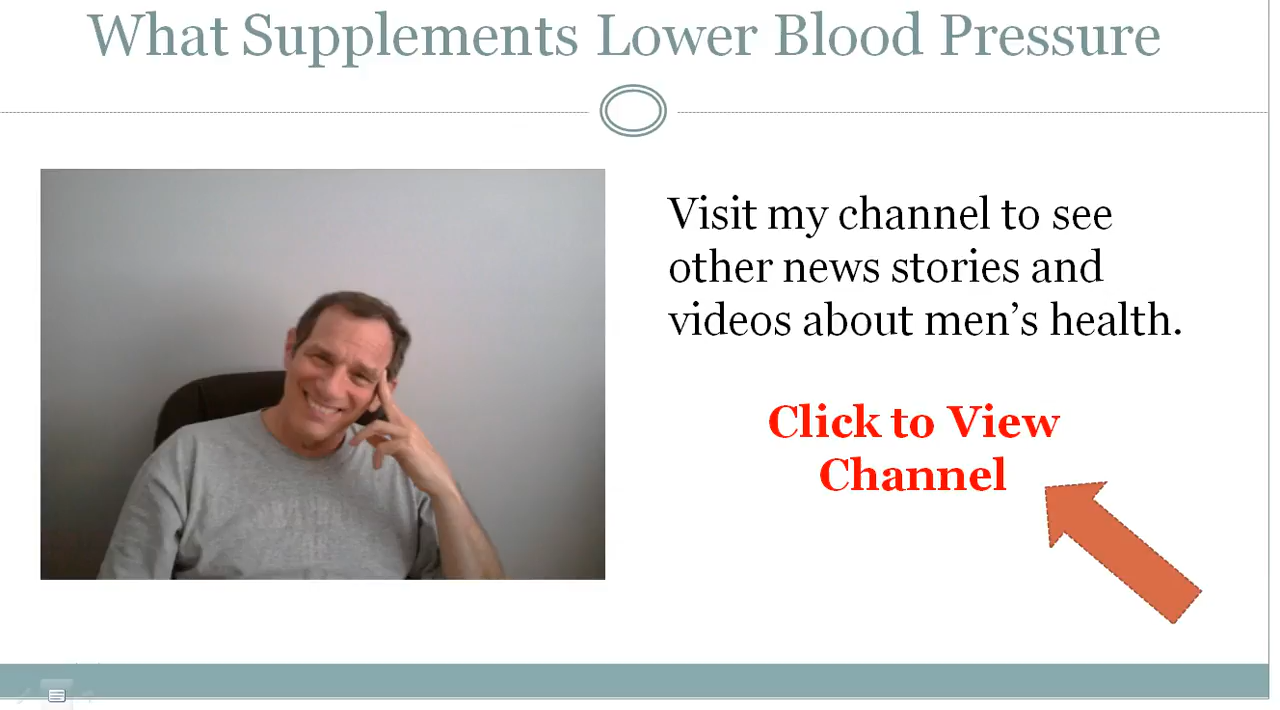 What Supplements Lower Blood Pressure
Visit my channel to see
other news stories and
videos about men’s health.
Click to View
Channel